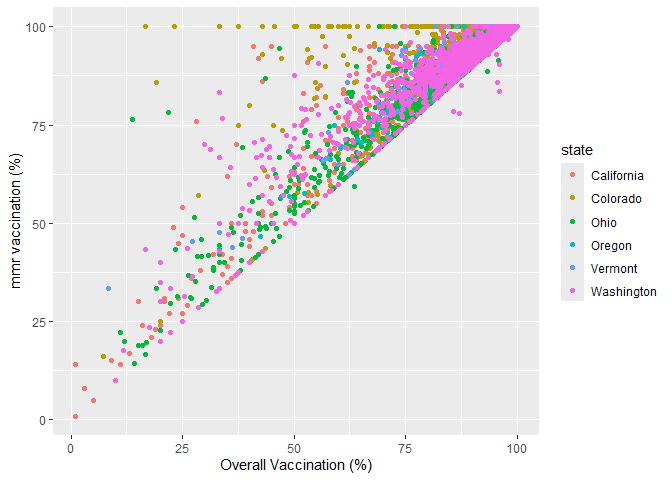 100
75
50
25
0
mmr vaccination (%)
0
25
50
75
100
Overall Vaccination (%)
state
California
Colorado
Ohio
Oregon
Vermont
Washington